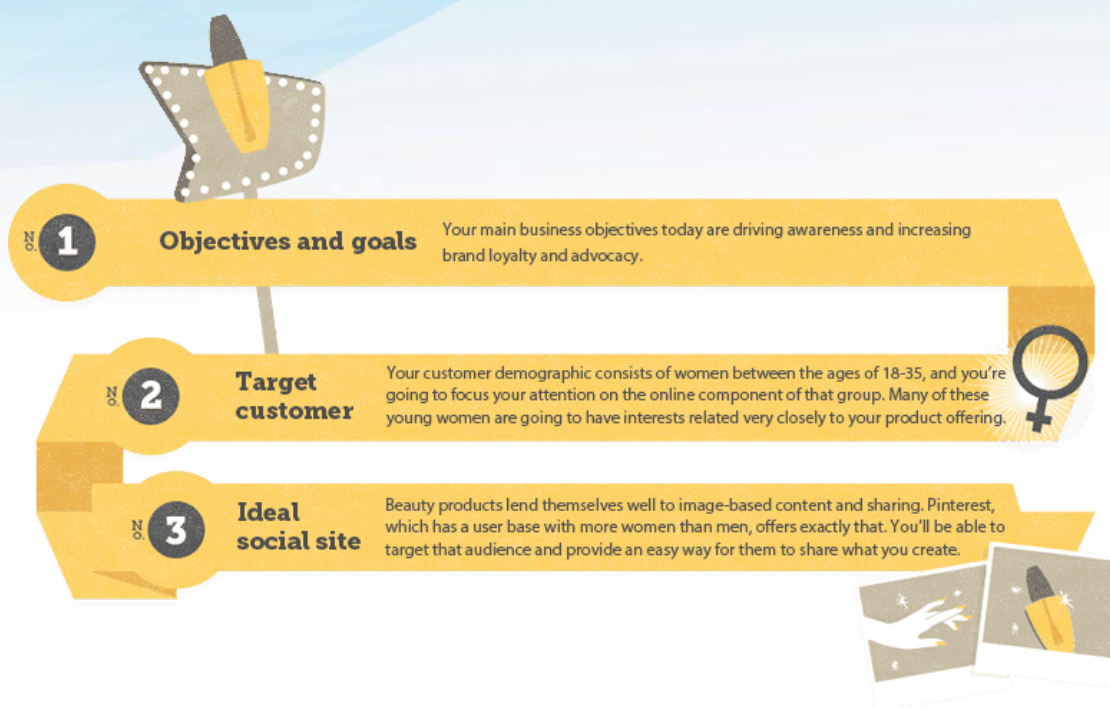 NO. 1
Objectives and goals
Your main business objectives today are driving awareness and increasing
brand loyalty and advocacy.
NO. 2
Target
customer
Your customer demographic consists of women between the ages of 18-35, and you're
going to focus your attention on the online component of that group. Many of these
young women are going to have interests related very closely to your product offering.
NO. 3
Ideal
social site
Beauty products lend themselves well to image-based content and sharing. Pinterest,
which has a user base with more women than men, offers exactly that. You'll be able to
target that audience and provide an easy way for them to share what you create.